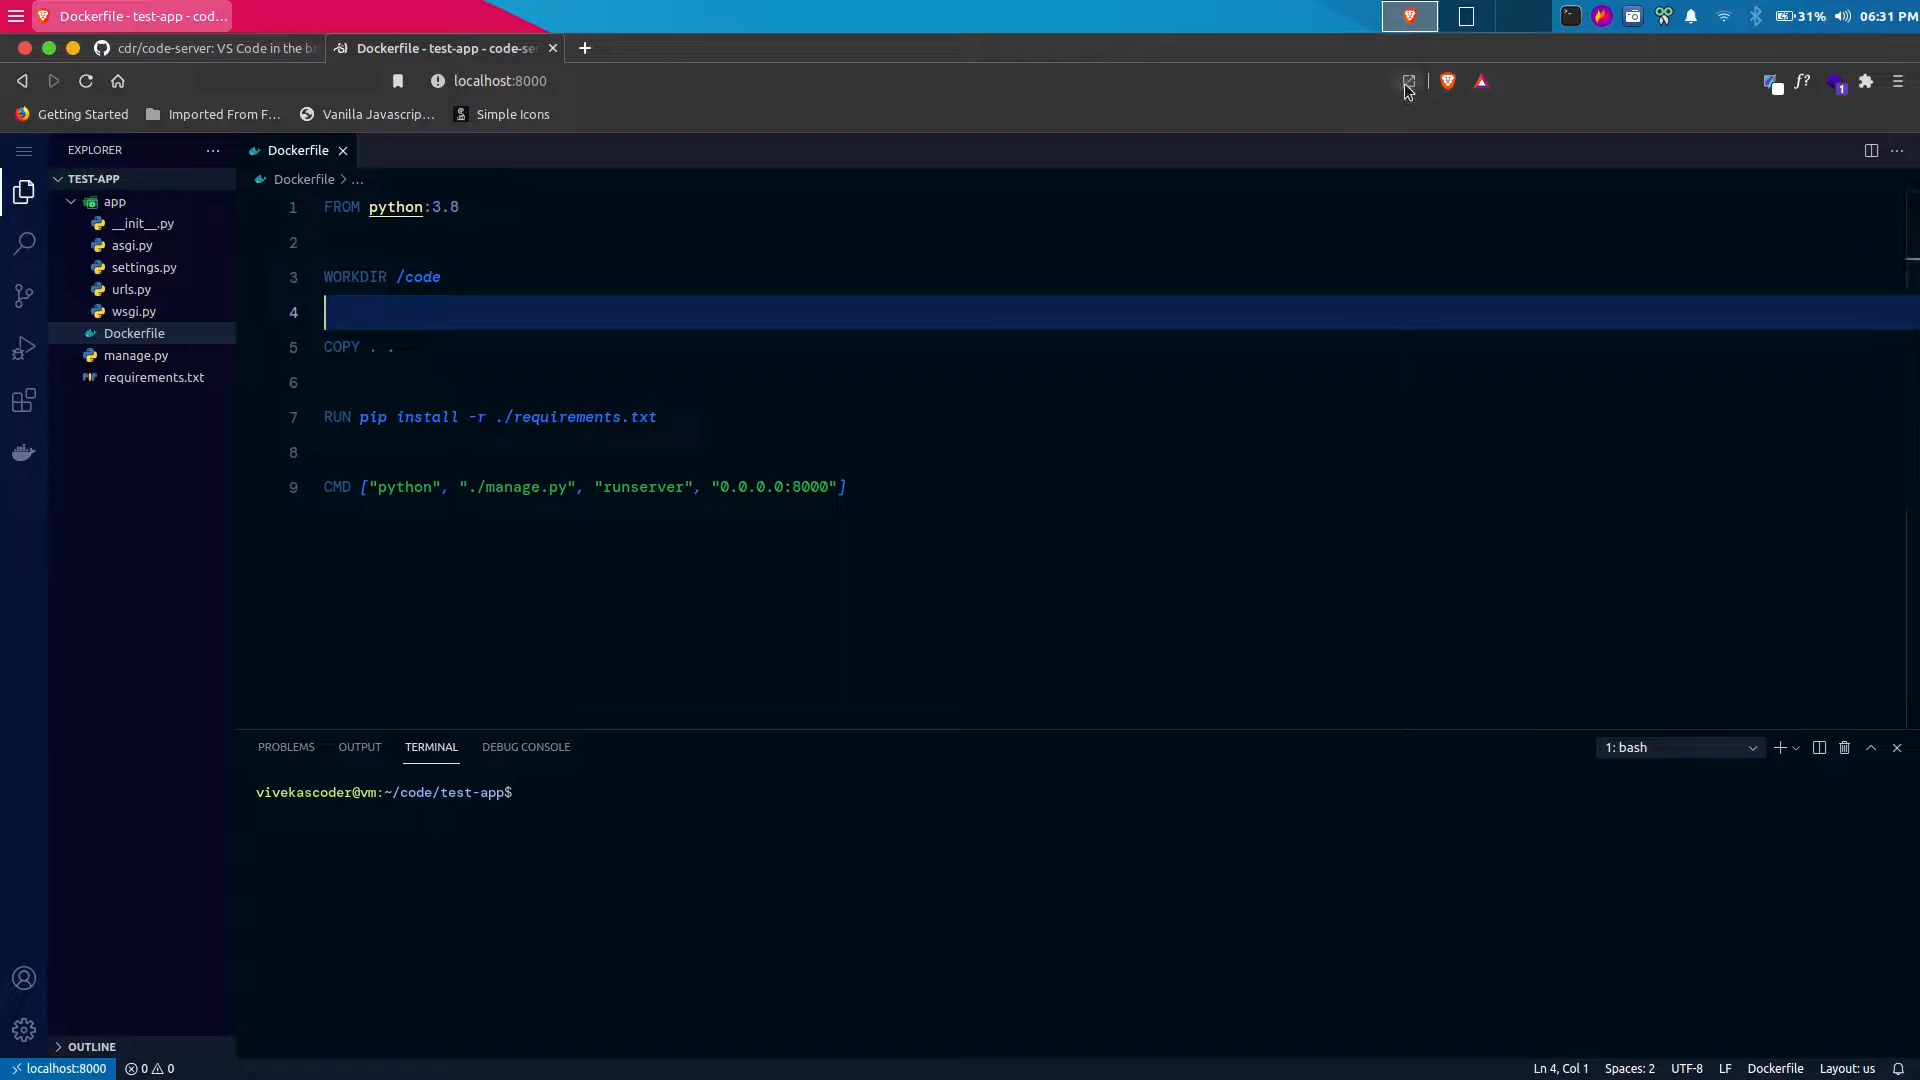 Dockerfile - test-app - cod...
31%
06:31 PM
cdr/code-server: VS Code in the br
Dockerfile - test-app - code-se
localhost:8000
f?
1
Getting Started
Imported From F...
Vanilla Javascrip...
Simple Icons
EXPLORER
Dockerfile
TEST-APP
Dockerfile > ...
app
__init__.py
asgi.py
settings.py
urls.py
wsgi.py
Dockerfile
manage.py
requirements.txt
1 FROM python:3.8
2
3 WORKDIR /code
4
5 COPY . .
6
7 RUN pip install -r ./requirements.txt
8
9 CMD ["python", "./manage.py", "runserver", "0.0.0.0:8000"]
PROBLEMS OUTPUT TERMINAL DEBUG CONSOLE
1: bash
vivekascoder@vm:~/code/test-app$
OUTLINE
localhost:8000 0 0
Ln 4, Col 1 Spaces: 2 UTF-8 LF Dockerfile Layout: us